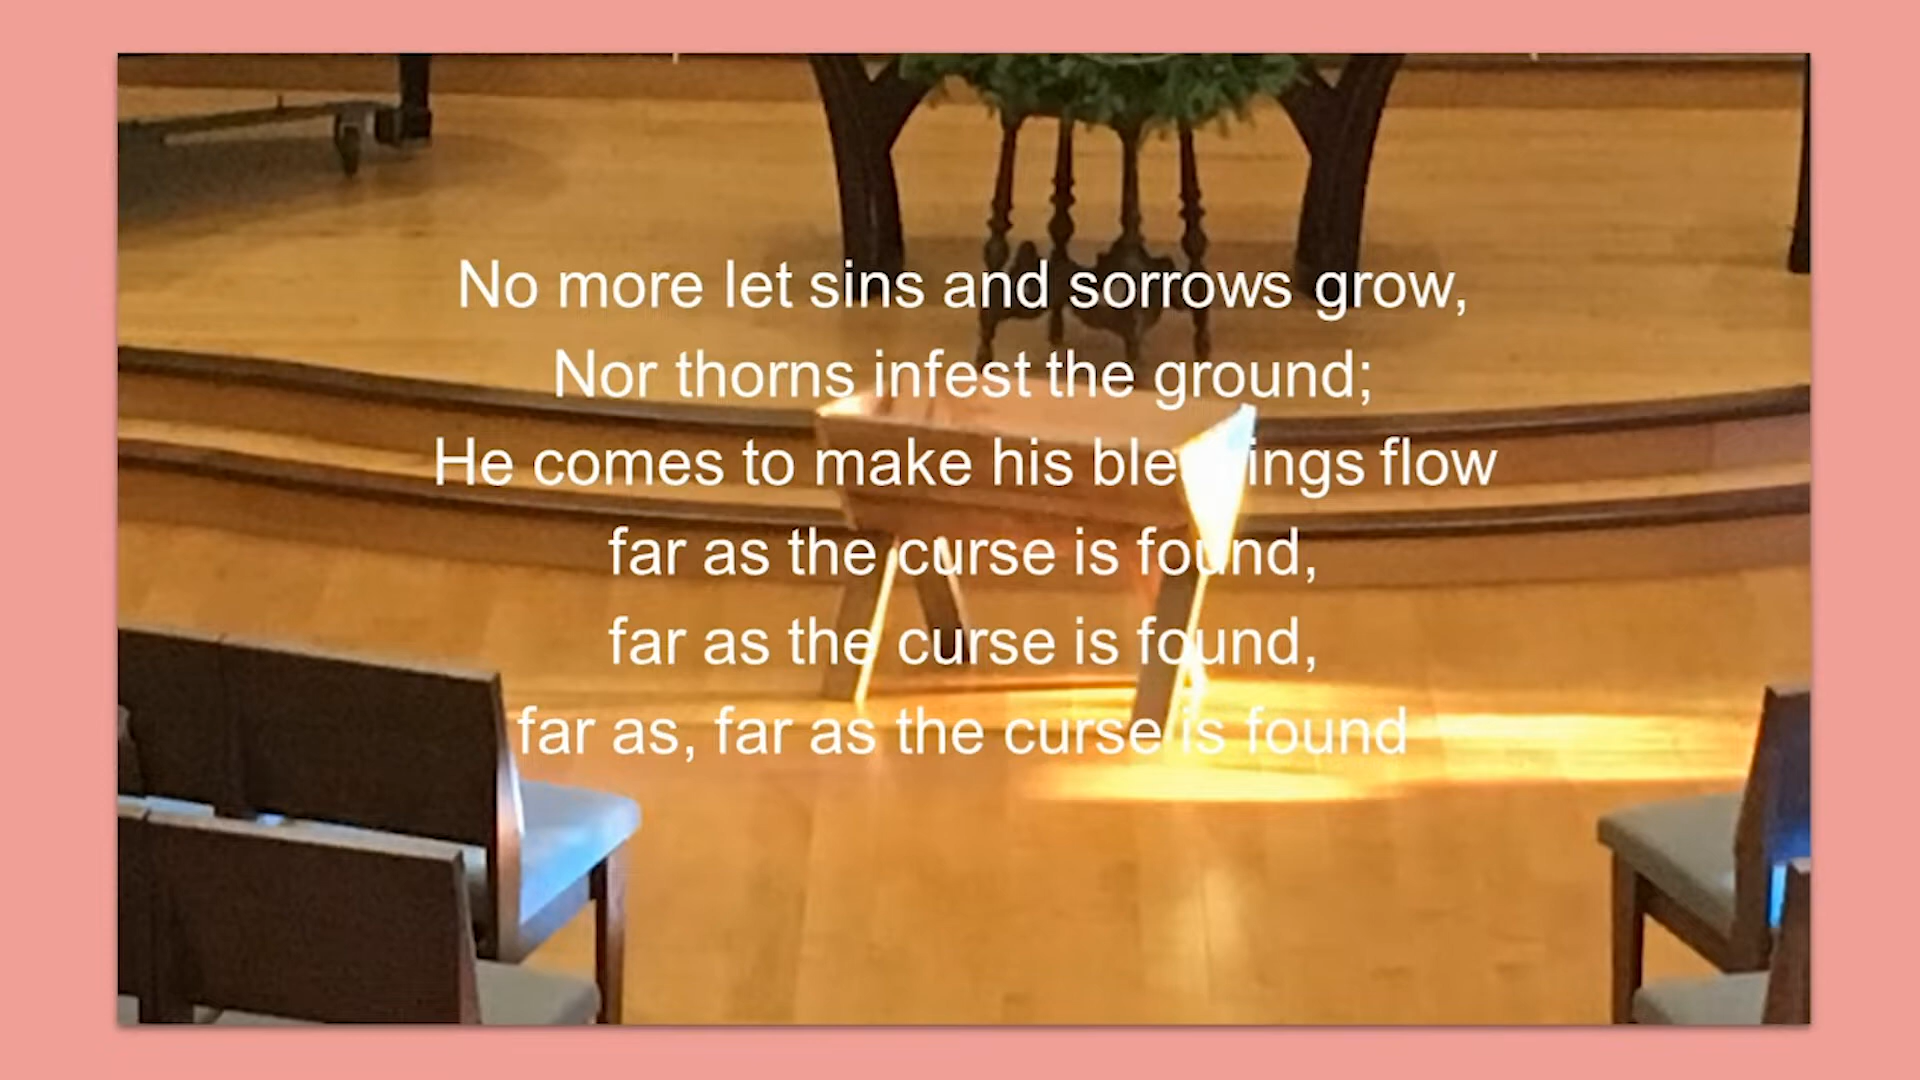 No more let sins and sorrows grow,
Nor thorns infest the ground;
He comes to make his blessings flow
far as the curse is found,
far as the curse is found,
far as, far as the curse is found